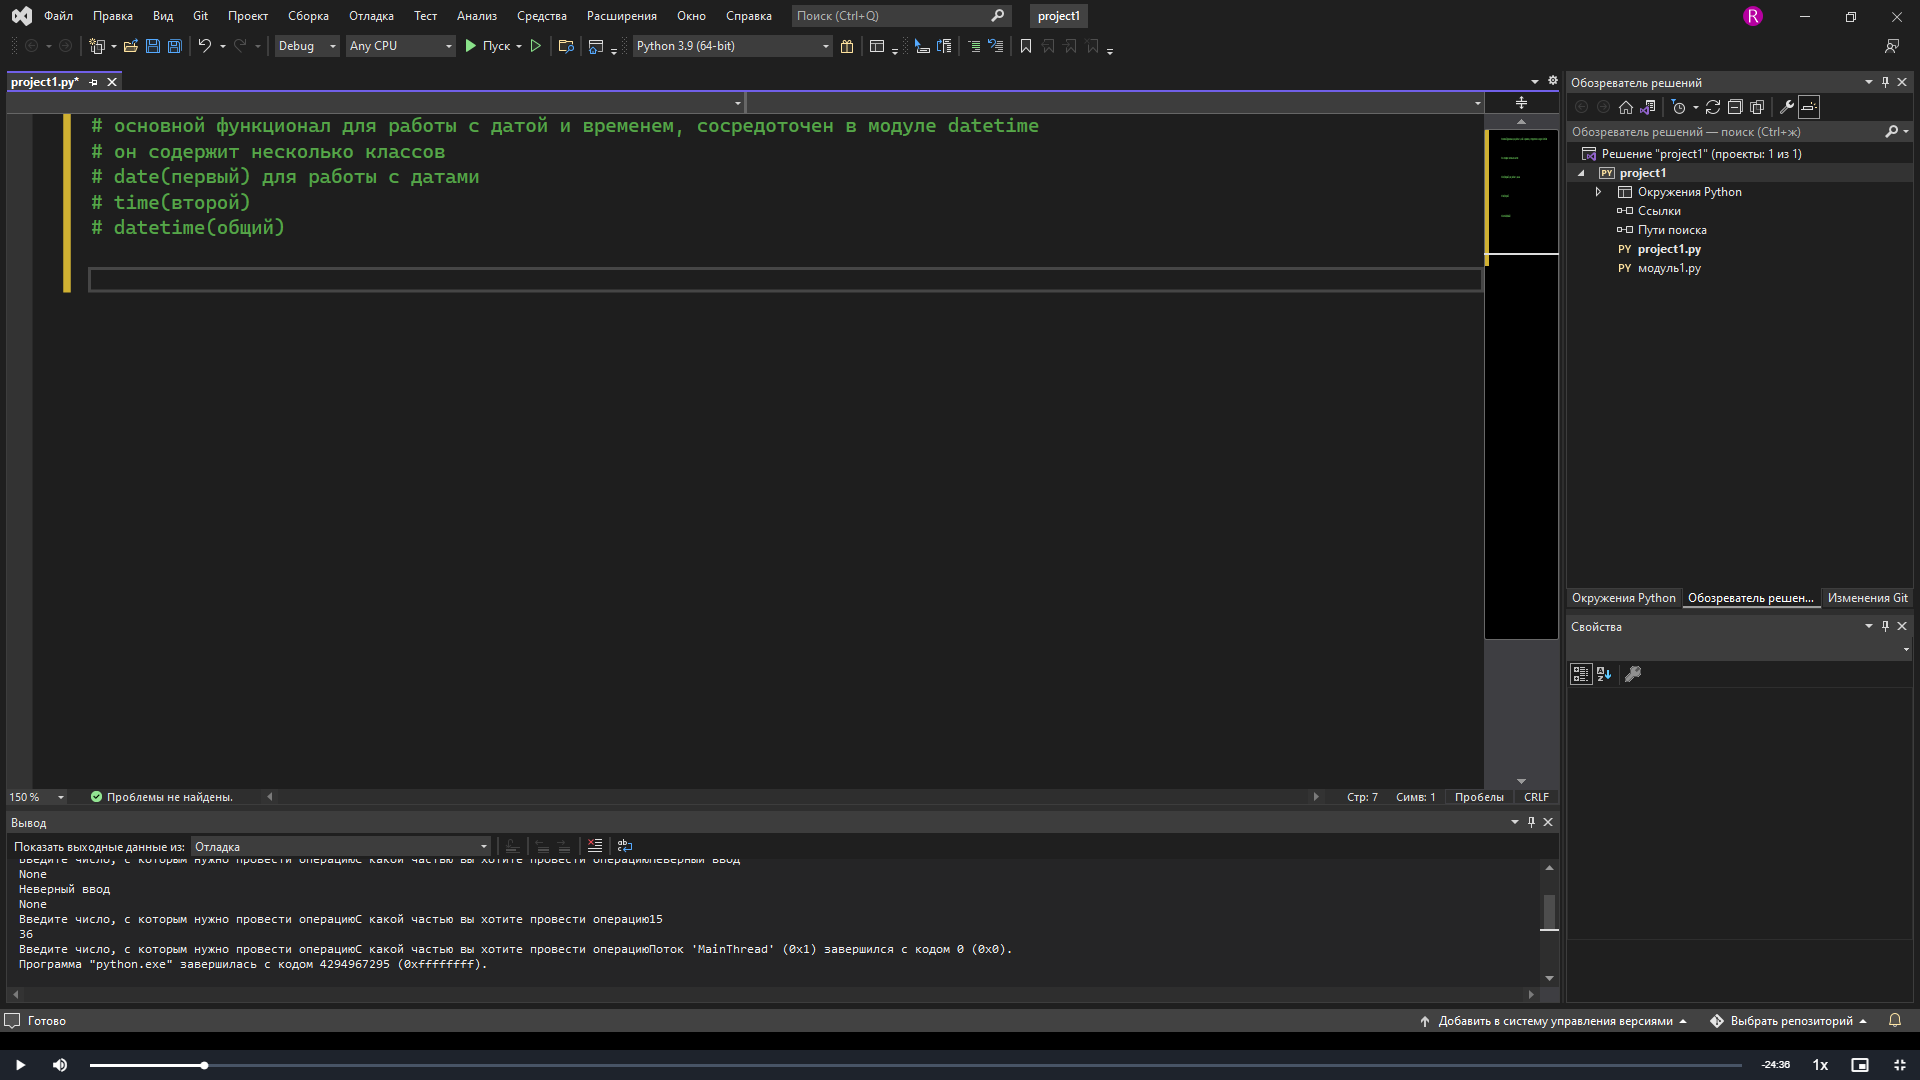 Файл Правка Вид Git Проект Сборка Отладка Тест Анализ Средства Расширения Окно Справка Поиск (Ctrl+Q) project1 R
Debug Any CPU Пуск Python 3.9 (64-bit)
project1.py*
# основной функционал для работы с датой и временем, сосредоточен в модуле datetime
# он содержит несколько классов
# date(первый) для работы с датами
# time(второй)
# datetime(общий)
150 % Проблемы не найдены. Стр: 7 Симв: 1 Пробелы CRLF
Вывод
Показать выходные данные из: Отладка
Введите число, с которым нужно провести операциюС какой частью вы хотите провести операциюНеверный ввод
None
Неверный ввод
None
Введите число, с которым нужно провести операциюС какой частью вы хотите провести операцию15
36
Введите число, с которым нужно провести операциюС какой частью вы хотите провести операциюПоток 'MainThread' (0x1) завершился с кодом 0 (0x0).
Программа "python.exe" завершилась с кодом 4294967295 (0xffffffff).
Обозреватель решений
Обозреватель решений — поиск (Ctrl+ж)
Решение "project1" (проекты: 1 из 1)
PY project1
Окружения Python
Ссылки
Пути поиска
PY project1.py
PY модуль1.py
Окружения Python Обозреватель решен... Изменения Git
Свойства
Готово Добавить в систему управления версиями Выбрать репозиторий
-24:36 1x